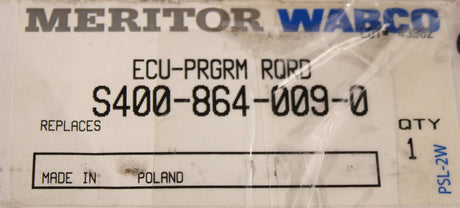 MERITOR WABCO
ECU-PRGRM RQRD
S400-864-009-0
REPLACES
QTY
1
MADE IN POLAND
PSL-2W